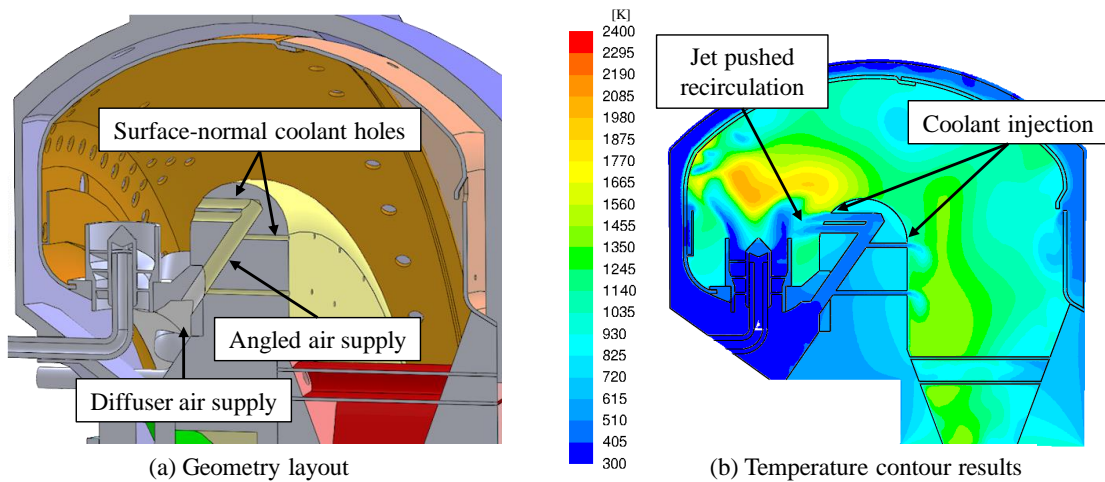 Surface-normal coolant holes
Angled air supply
Diffuser air supply
(a) Geometry layout
[K]
2400
2295
2190
2085
1980
1875
1770
1665
1560
1455
1350
1245
1140
1035
930
825
720
615
510
405
300
Jet pushed
recirculation
Coolant injection
(b) Temperature contour results